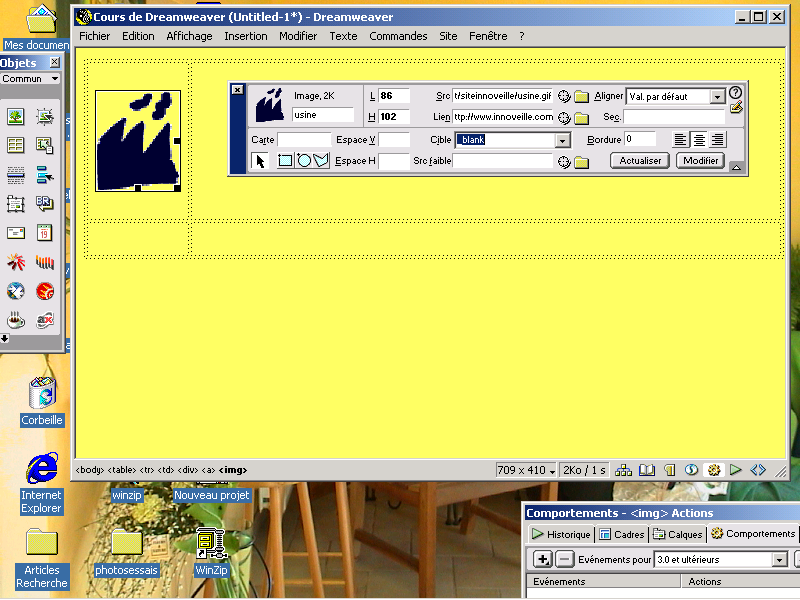 Mes documen
Cours de Dreamweaver (Untitled-1*) - Dreamweaver
Fichier Edition Affichage Insertion Modifier Texte Commandes Site Fenêtre ?
Objets
Commun
BR
19
Image, 2K
usine
L 86
H 102
Src t/siteinnoveille/usine.gif
Lien ttp://www.innoveille.com
Aligner Val. par défaut
Sec.
Carte
Espace V
Espace H
Cible _blank
Src faible
Bordure 0
Actualiser Modifier
<body> <table> <tr> <td> <div> <a> <img>
709 x 410 2Ko / 1 s
Corbeille
Internet
Explorer
winzip
Nouveau projet
Articles
Recherche
photosessais
WinZip
Comportements - <img> Actions
Historique Cadres Calques Comportements
Evénements pour 3.0 et ultérieurs
Evénements Actions